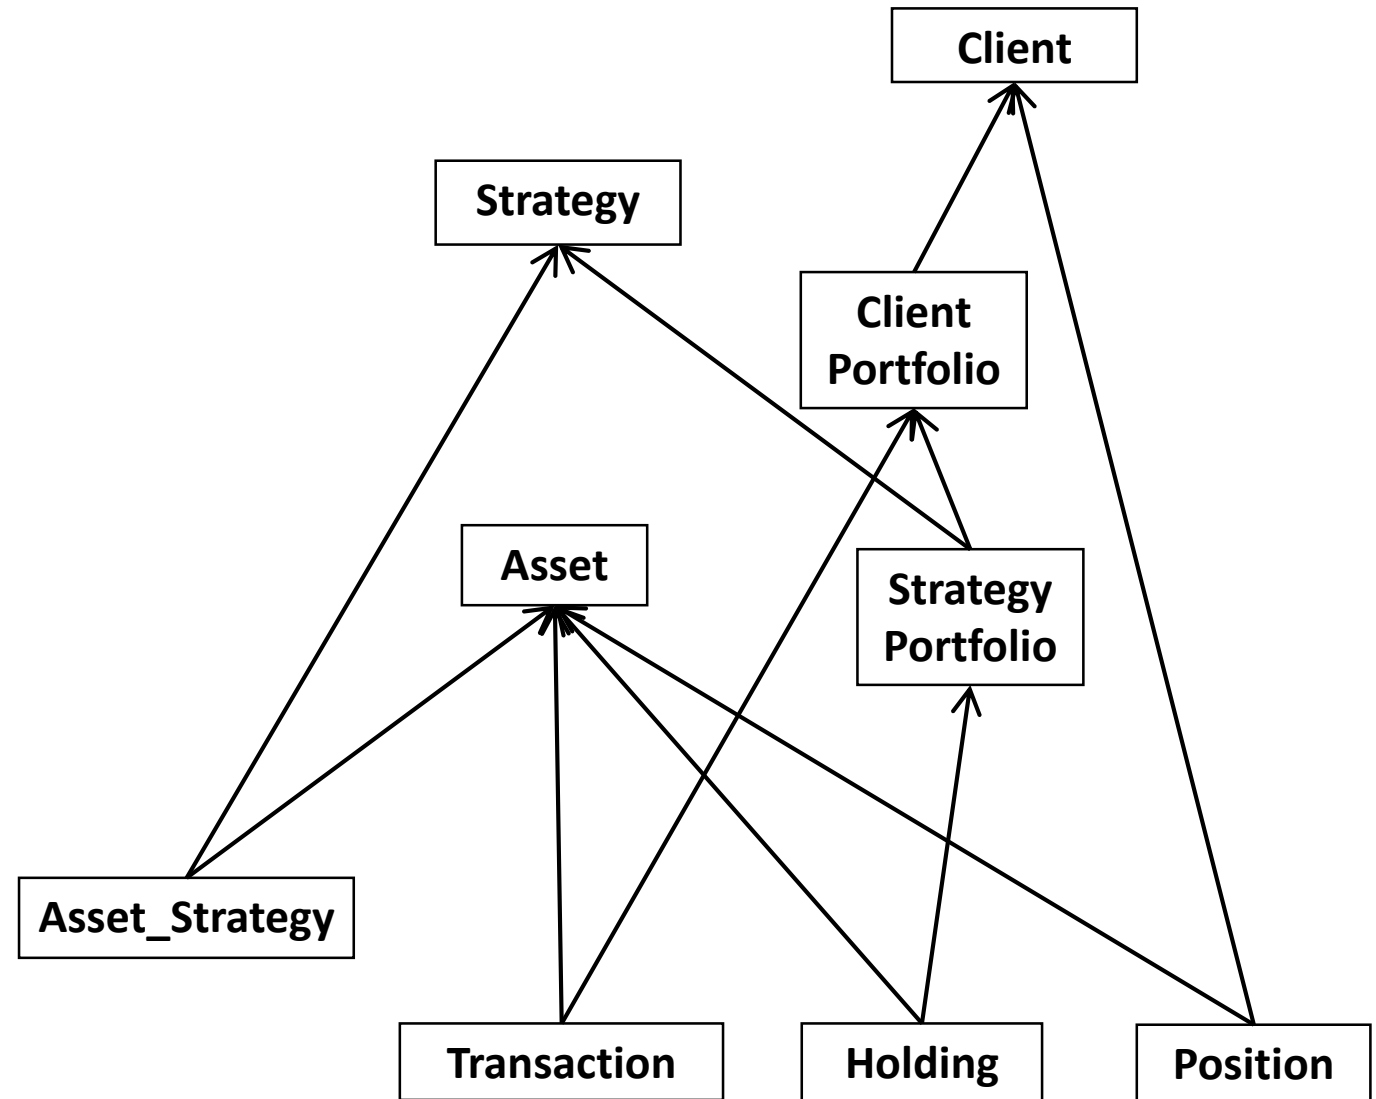 Client
Strategy
Client
Portfolio
Asset
Strategy
Portfolio
Asset_Strategy
Transaction
Holding
Position